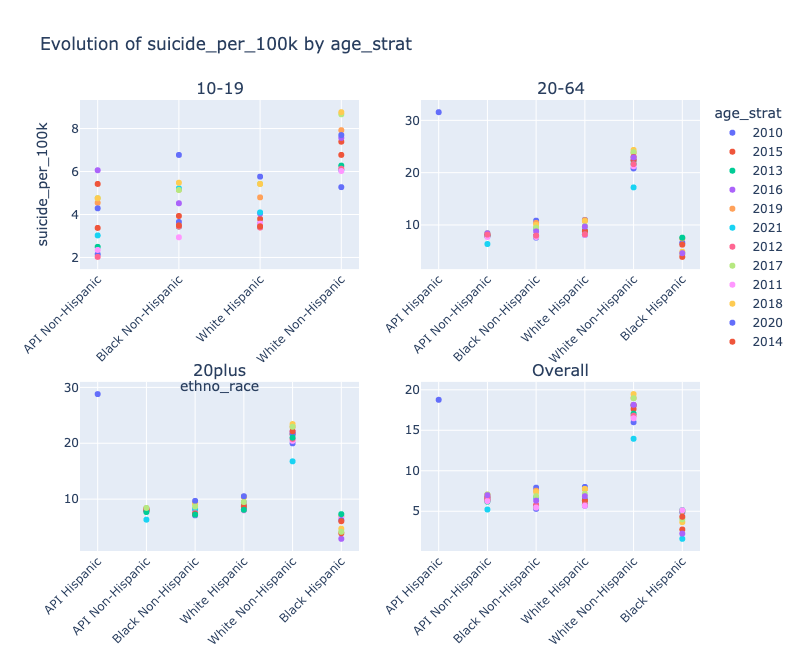 Evolution of suicide_per_100k by age_strat
10-19
20-64
suicide_per_100k
8
6
4
2
30
20
10
API Non-Hispanic
Black Non-Hispanic
White Hispanic
White Non-Hispanic
API Hispanic
API Non-Hispanic
Black Non-Hispanic
White Hispanic
White Non-Hispanic
Black Hispanic
age_strat
2010
2015
2013
2016
2019
2021
2012
2017
2011
2018
2020
2014
20plus
ethno_race
Overall
30
20
10
20
15
10
5
API Hispanic
API Non-Hispanic
Black Non-Hispanic
White Hispanic
White Non-Hispanic
Black Hispanic
API Hispanic
API Non-Hispanic
Black Non-Hispanic
White Hispanic
White Non-Hispanic
Black Hispanic